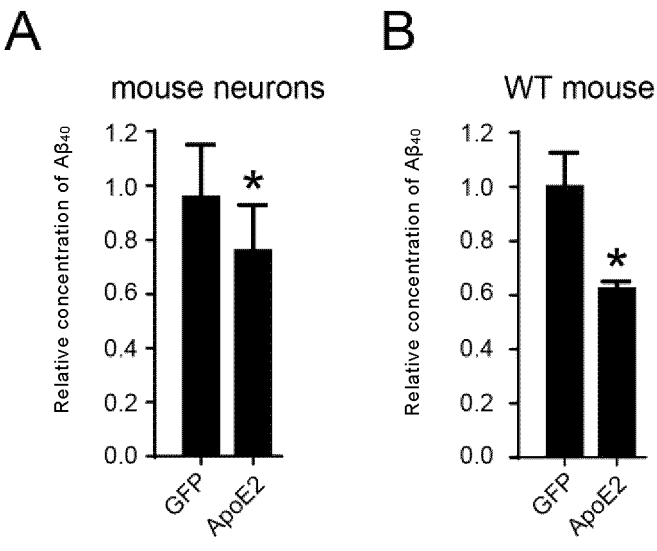 A
mouse neurons
Relative concentration of Aβ40
1.2
1.0
0.8
0.6
0.4
0.2
0.0
*
GFP
ApoE2
B
WT mouse
Relative concentration of Aβ40
1.2
1.0
0.8
0.6
0.4
0.2
0.0
*
GFP
ApoE2